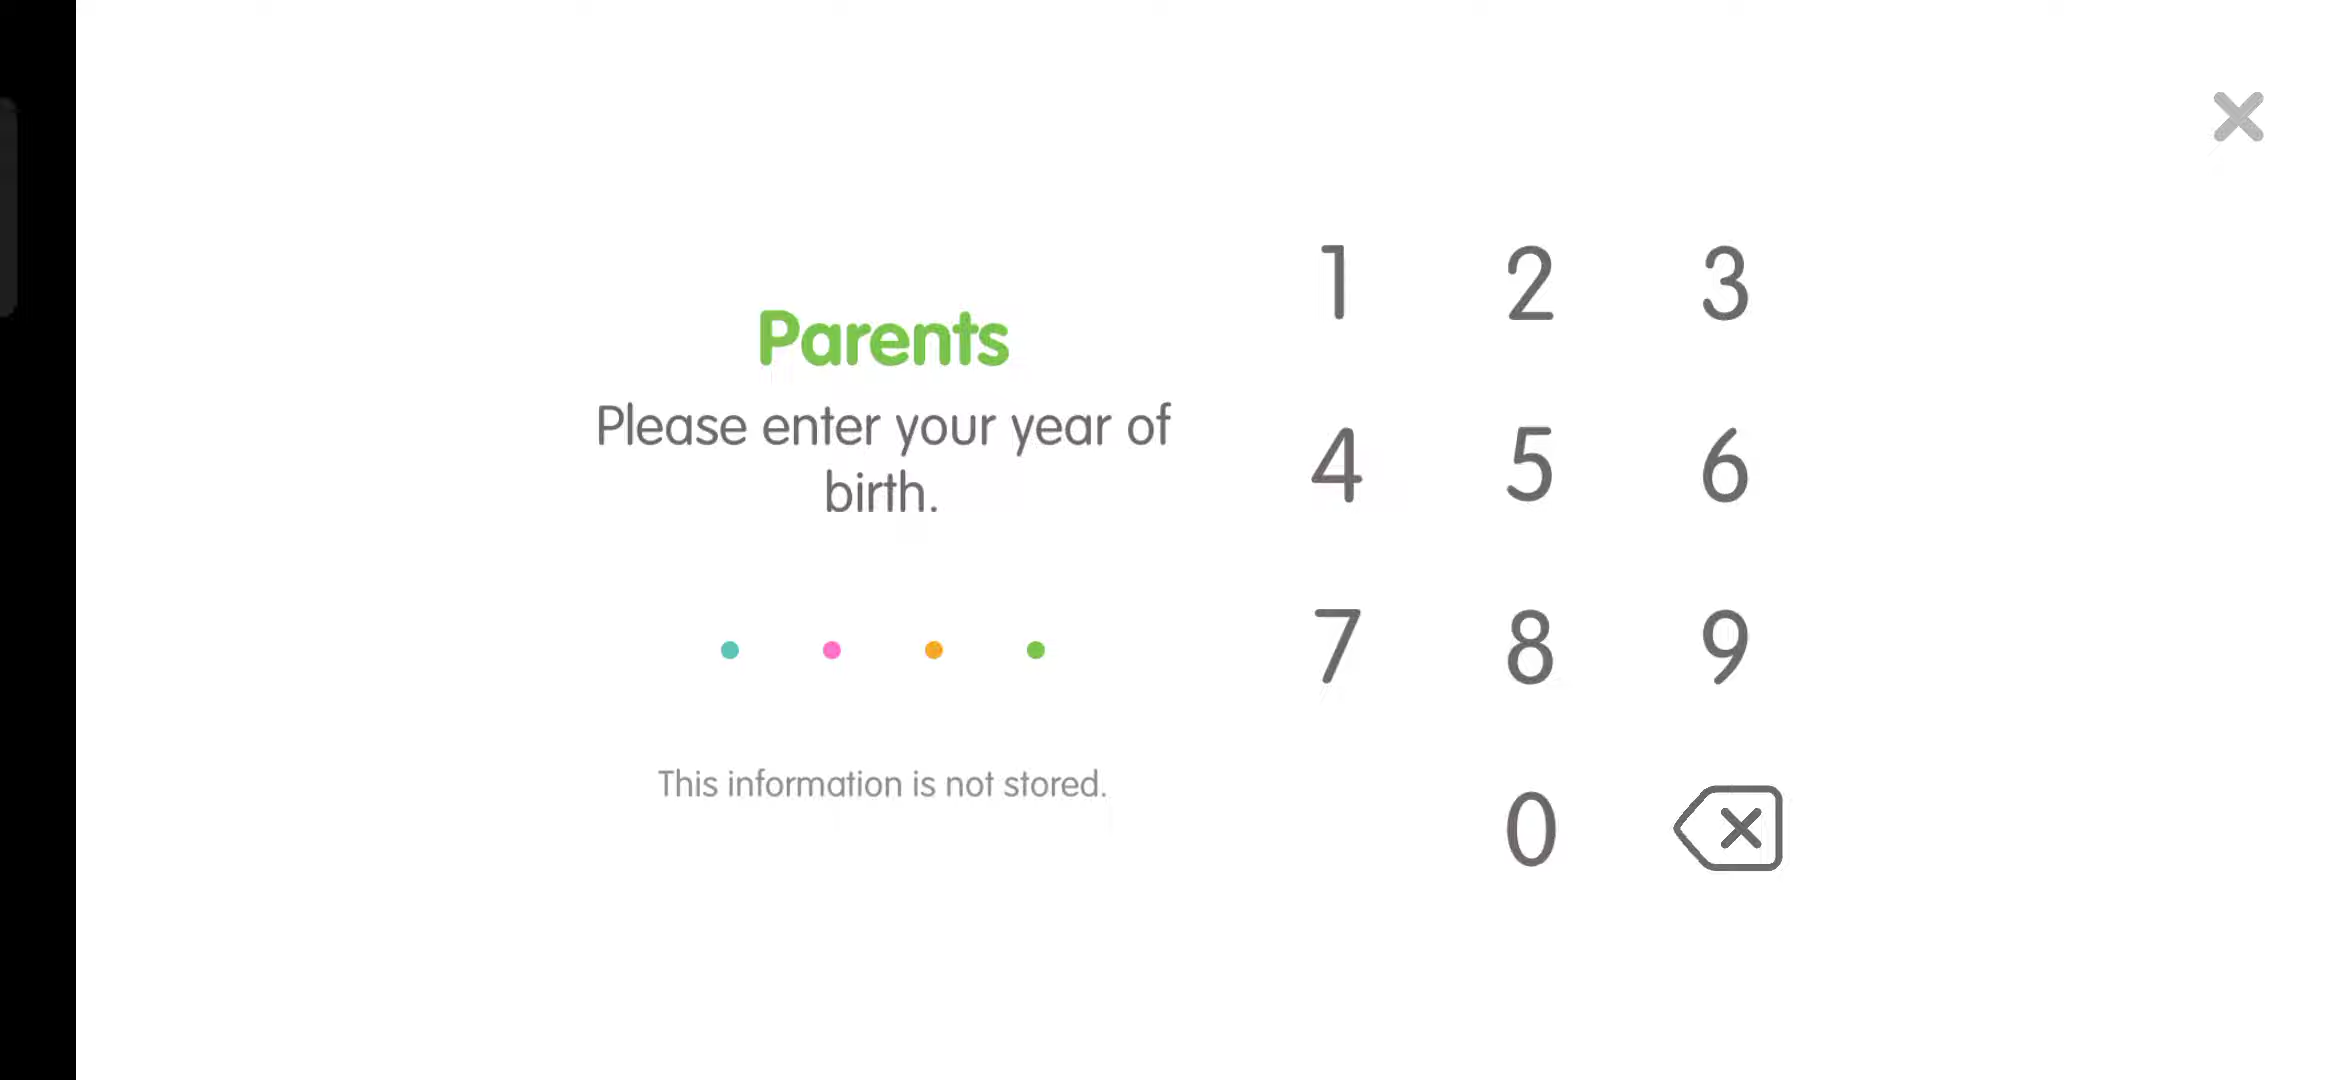 Parents
Please enter your year of
birth.
This information is not stored.
1 2 3
4 5 6
7 8 9
0